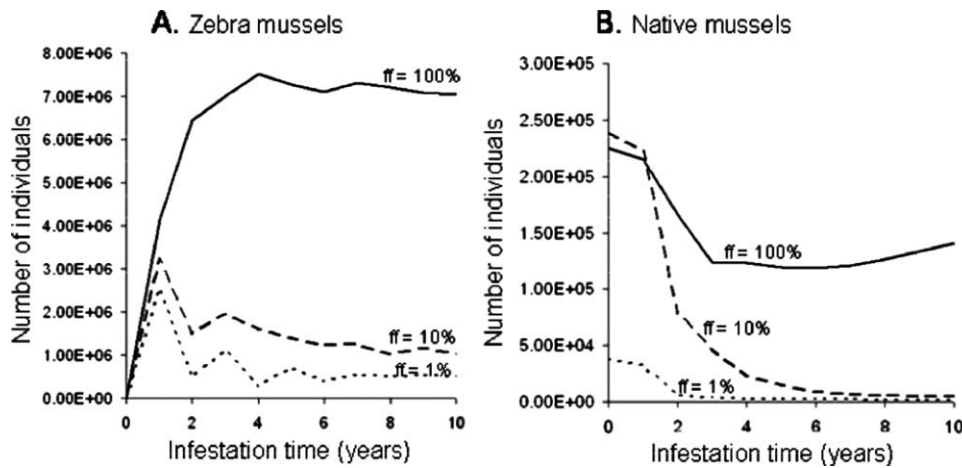 A. Zebra mussels
Number of individuals
8.00E+06
7.00E+06
6.00E+06
5.00E+06
4.00E+06
3.00E+06
2.00E+06
1.00E+06
0.00E+00
ff= 100%
ff= 10%
ff= 1%
0 2 4 6 8 10
Infestation time (years)
B. Native mussels
Number of individuals
3.00E+05
2.50E+05
2.00E+05
1.50E+05
1.00E+05
5.00E+04
0.00E+00
ff= 100%
ff= 10%
ff= 1%
0 2 4 6 8 10
Infestation time (years)